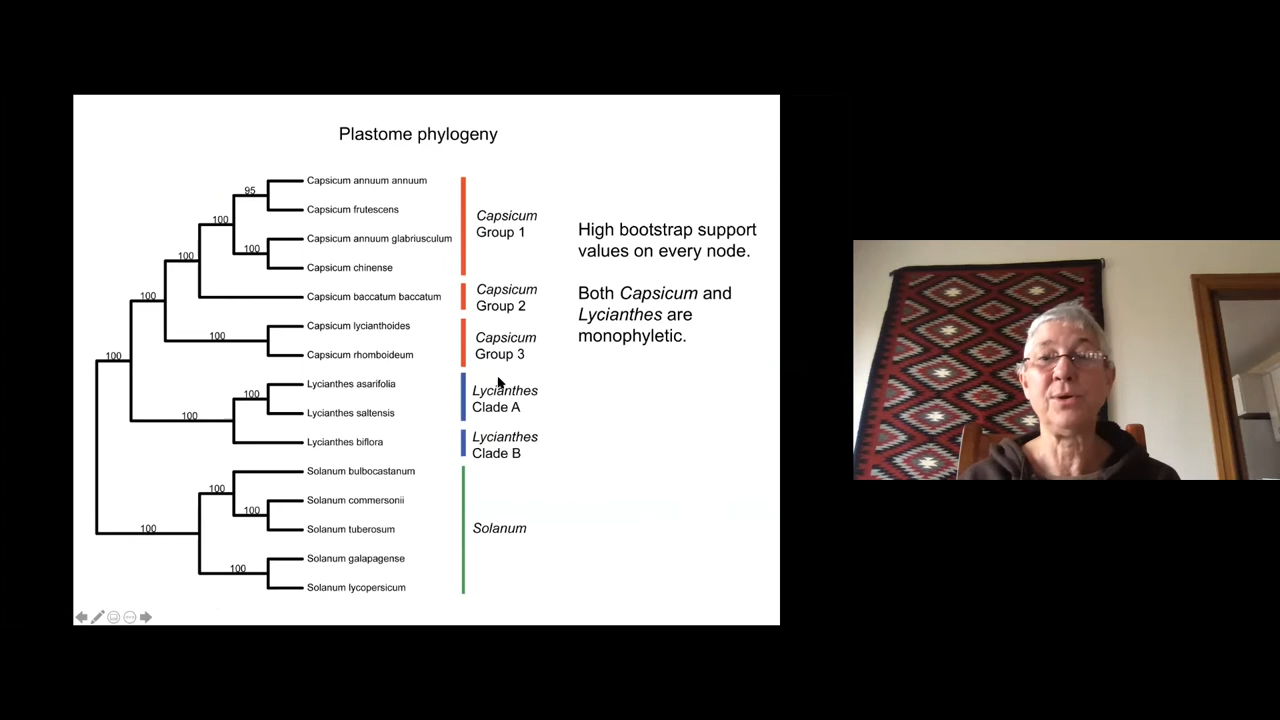 Plastome phylogeny
95
100
100
100
100
100
100
100
100
100
100
100
100
100
Capsicum annuum annuum
Capsicum frutescens
Capsicum annuum glabriusculum
Capsicum chinense
Capsicum baccatum baccatum
Capsicum lycianthoides
Capsicum rhomboideum
Lycianthes asarifolia
Lycianthes saltensis
Lycianthes biflora
Solanum bulbocastanum
Solanum commersonii
Solanum tuberosum
Solanum galapagense
Solanum lycopersicum
Capsicum
Group 1
Capsicum
Group 2
Capsicum
Group 3
Lycianthes
Clade A
Lycianthes
Clade B
Solanum
High bootstrap support
values on every node.
Both Capsicum and
Lycianthes are
monophyletic.